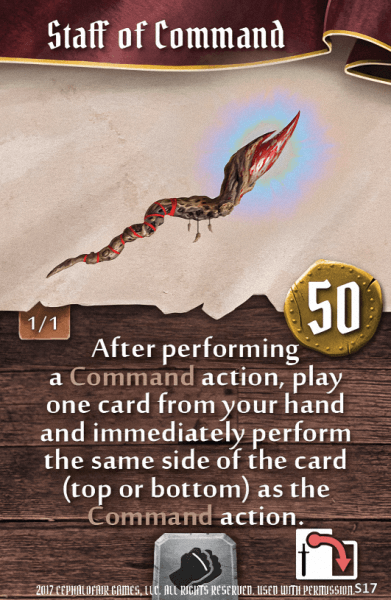 Staff of Command
50
1/1
After performing
a Command action, play
one card from your hand
and immediately perform
the same side of the card
(top or bottom) as the
Command action.
2017 CEPHALOFAIR GAMES, LLC. ALL RIGHTS RESERVED. USED WITH PERMISSION. S17